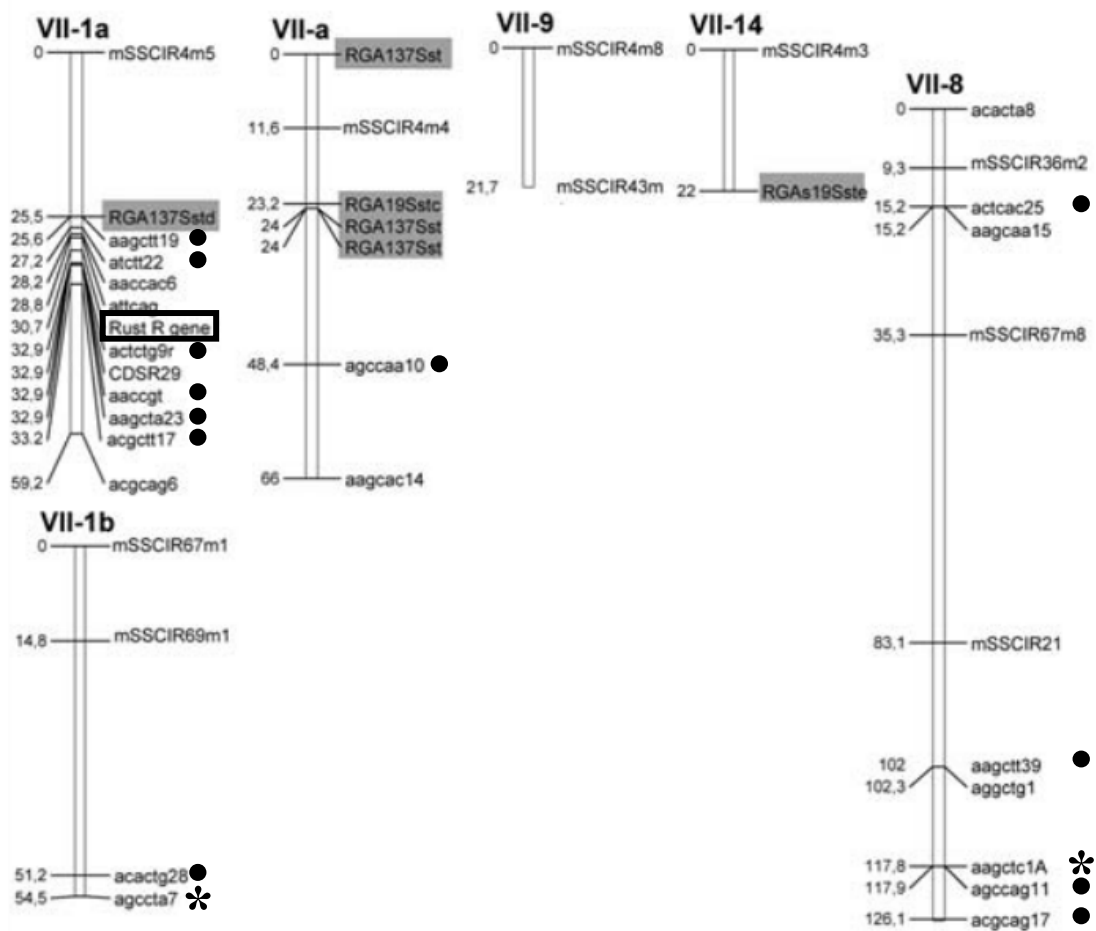 VII-1a
0 mSSCIR4m5
25,5 RGA137Sstd
25,6 aagctt19 ●
27,2 atctt22 ●
28,2 aaccac6
28,8 attcag
30,7 Rust R gene
32,9 actctg9r ●
32,9 CDSR29
32,9 aaccgt ●
32,9 aagcta23 ●
33,2 acgctt17 ●
59,2 acgcag6
VII-1b
0 mSSCIR67m1
14,8 mSSCIR69m1
51,2 acactg28 ●
54,5 agccta7 *
VII-a
0 RGA137Sst
11,6 mSSCIR4m4
23,2 RGA19Sstc
24 RGA137Sst
24 RGA137Sst
48,4 agccaa10 ●
66 aagcac14
VII-9
0 mSSCIR4m8
21,7 mSSCIR43m
VII-14
0 mSSCIR4m3
22 RGAs19Sste
VII-8
0 acacta8
9,3 mSSCIR36m2
15,2 actcac25 ●
15,2 aagcaa15
35,3 mSSCIR67m8
83,1 mSSCIR21
102 aagctt39 ●
102,3 aggctg1
117,8 aagctc1A *
117,9 agccag11 ●
126,1 acgcag17 ●